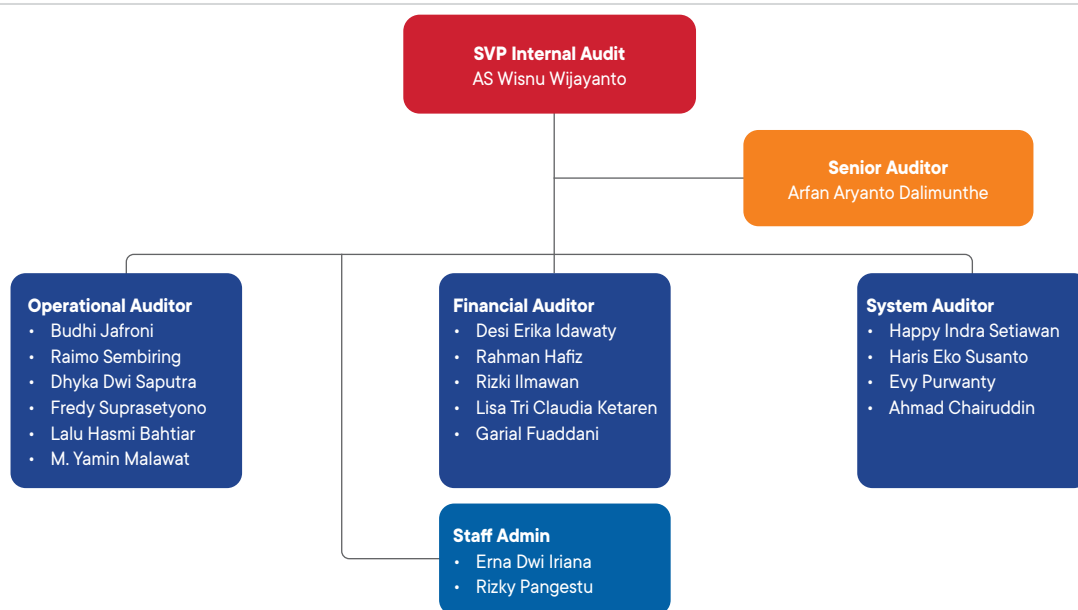 SVP Internal Audit
AS Wisnu Wijayanto
Senior Auditor
Arfan Aryanto Dalimunthe
Operational Auditor
• Budhi Jafroni
• Raimo Sembiring
• Dhyka Dwi Saputra
• Fredy Suprasetyono
• Lalu Hasmi Bahtiar
• M. Yamin Malawat
Financial Auditor
• Desi Erika Idawaty
• Rahman Hafiz
• Rizki Ilmawan
• Lisa Tri Claudia Ketaren
• Garial Fuaddani
System Auditor
• Happy Indra Setiawan
• Haris Eko Susanto
• Evy Purwanty
• Ahmad Chairuddin
Staff Admin
• Erna Dwi Iriana
• Rizky Pangestu